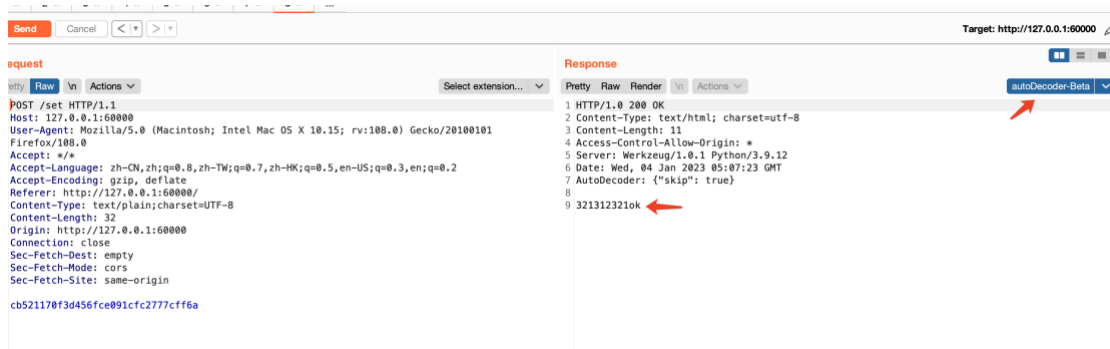 Send Cancel < >
Target: http://127.0.0.1:60000
equest
etty Raw \n Actions Select extension...
POST /set HTTP/1.1
Host: 127.0.0.1:60000
User-Agent: Mozilla/5.0 (Macintosh; Intel Mac OS X 10.15; rv:108.0) Gecko/20100101
Firefox/108.0
Accept: */*
Accept-Language: zh-CN,zh;q=0.8,zh-TW;q=0.7,zh-HK;q=0.5,en-US;q=0.3,en;q=0.2
Accept-Encoding: gzip, deflate
Referer: http://127.0.0.1:60000/
Content-Type: text/plain;charset=UTF-8
Content-Length: 32
Origin: http://127.0.0.1:60000
Connection: close
Sec-Fetch-Dest: empty
Sec-Fetch-Mode: cors
Sec-Fetch-Site: same-origin
cb521170f3d456fce091cfc2777cff6a
Response
Pretty Raw Render \n Actions autoDecoder-Beta
1 HTTP/1.0 200 OK
2 Content-Type: text/html; charset=utf-8
3 Content-Length: 11
4 Access-Control-Allow-Origin: *
5 Server: Werkzeug/1.0.1 Python/3.9.12
6 Date: Wed, 04 Jan 2023 05:07:23 GMT
7 AutoDecoder: {"skip": true}
8
9 321312321ok